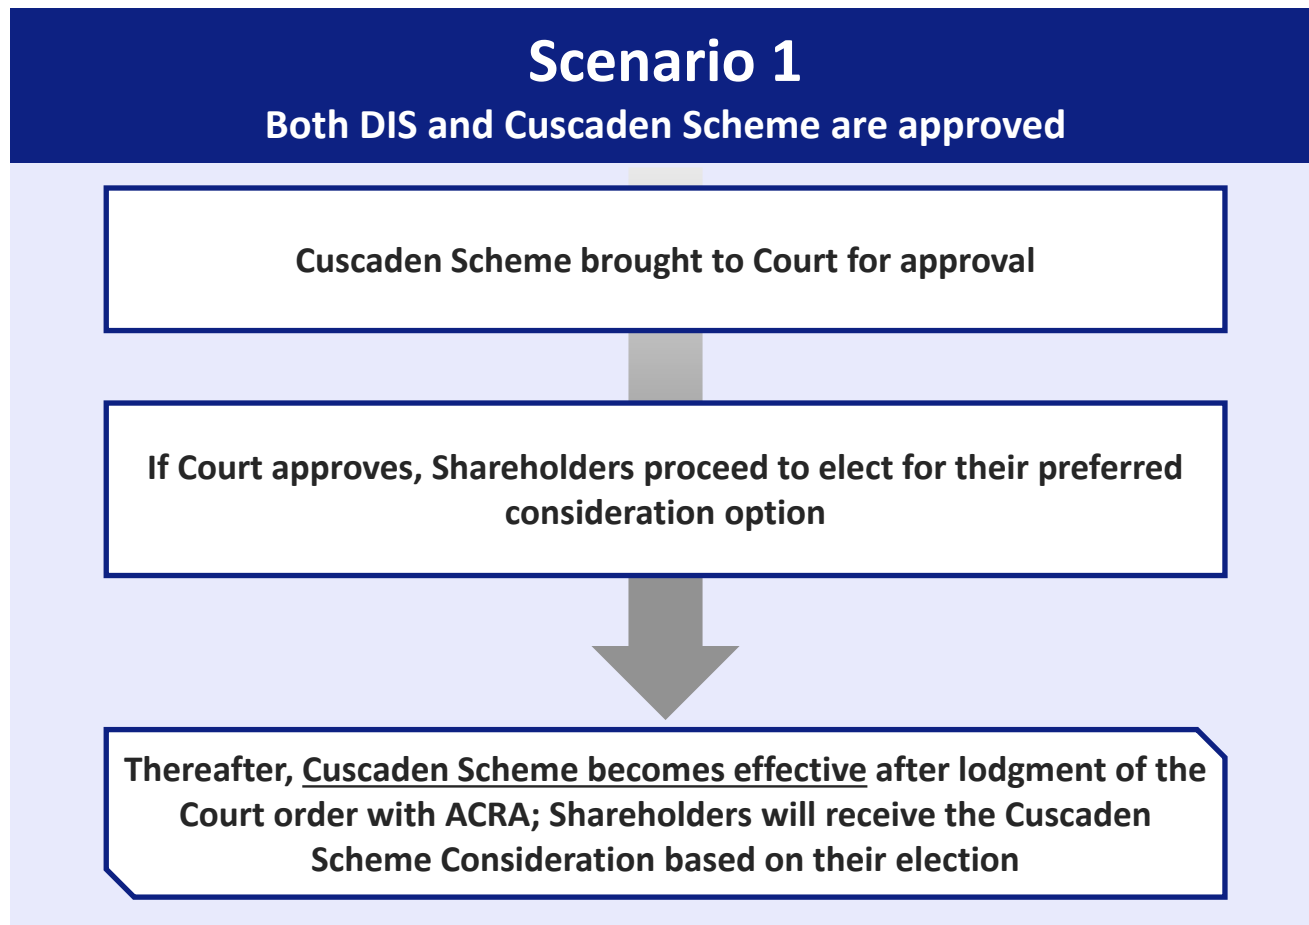 Scenario 1
Both DIS and Cuscaden Scheme are approved
Cuscaden Scheme brought to Court for approval
If Court approves, Shareholders proceed to elect for their preferred
consideration option
Thereafter, Cuscaden Scheme becomes effective after lodgment of the
Court order with ACRA; Shareholders will receive the Cuscaden
Scheme Consideration based on their election